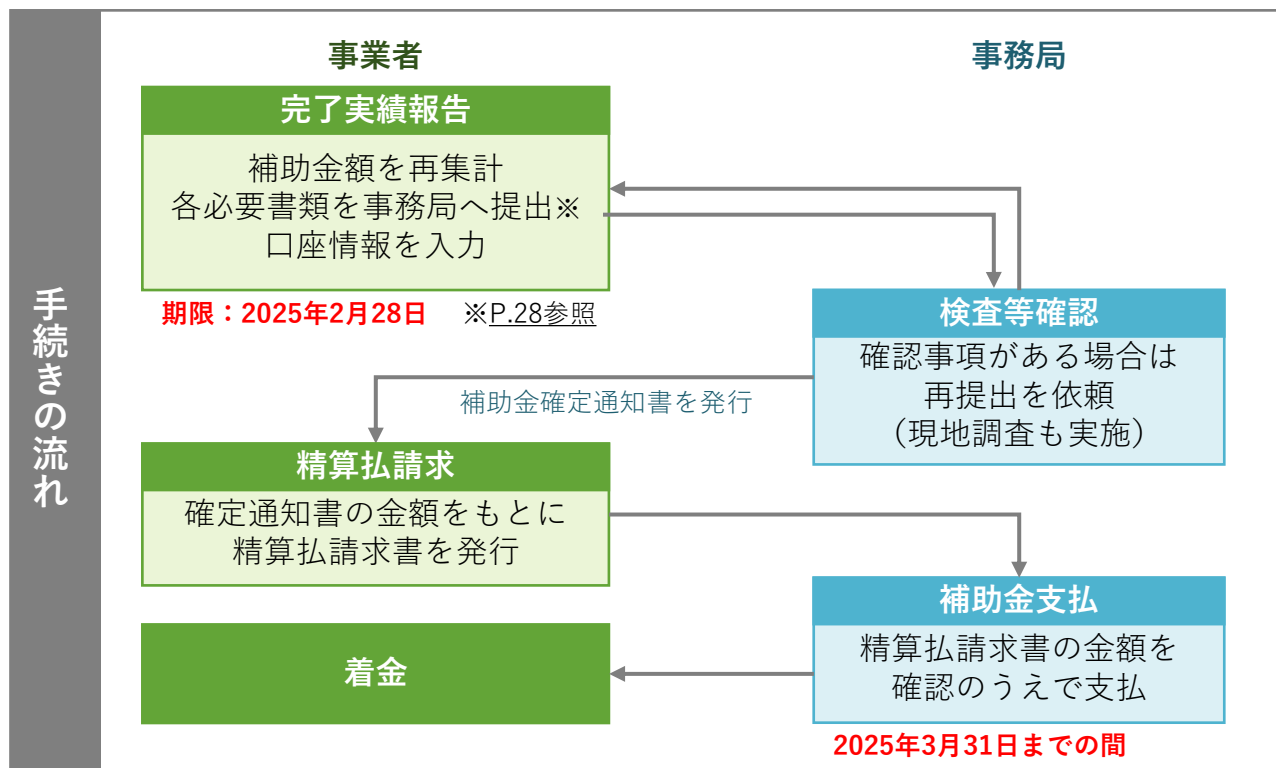 手続きの流れ
事業者
事務局
完了実績報告
補助金額を再集計
各必要書類を事務局へ提出※
口座情報を入力
期限：2025年2月28日 ※P.28参照
検査等確認
確認事項がある場合は
再提出を依頼
（現地調査も実施）
補助金確定通知書を発行
精算払請求
確定通知書の金額をもとに
精算払請求書を発行
補助金支払
精算払請求書の金額を
確認のうえで支払
着金
2025年3月31日までの間